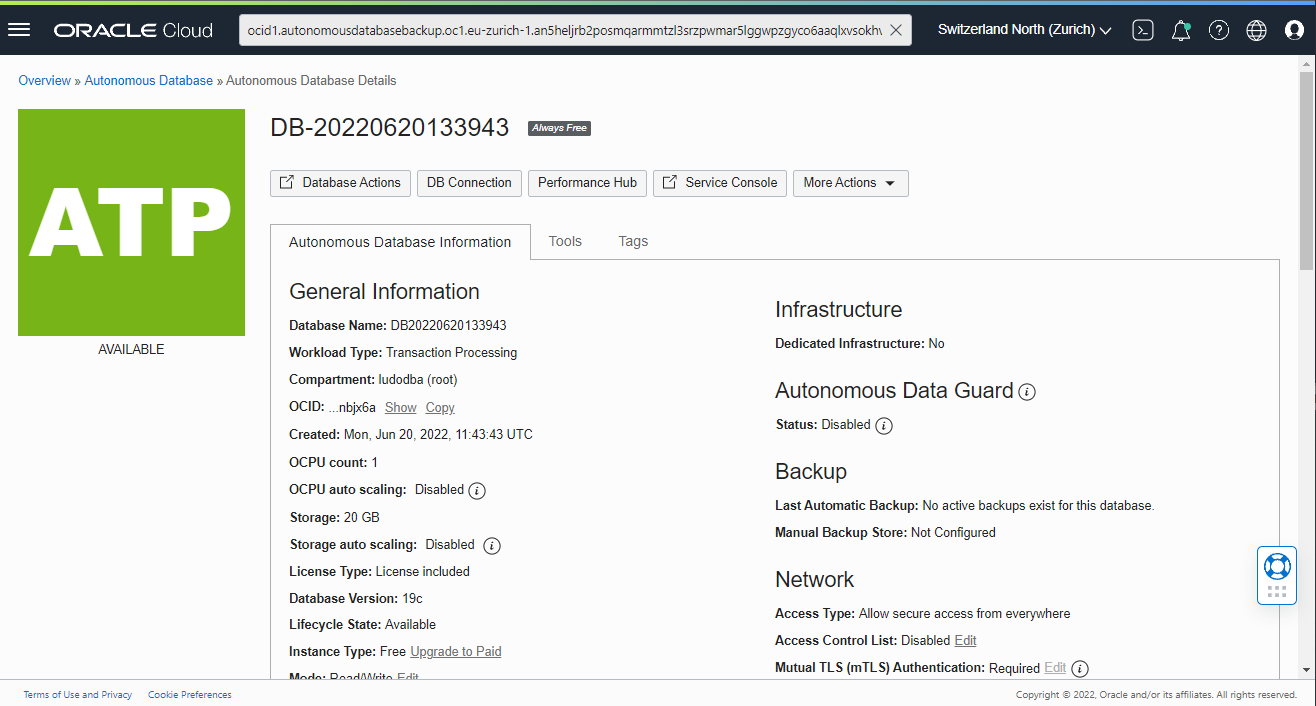 ORACLE Cloud
ocid1.autonomousdatabasebackup.oc1.eu-zurich-1.an5heljrb2posmqarmmtzl3srzpwmar5lggwpzgyco6aaqlxvsokhv
Switzerland North (Zurich)
Overview » Autonomous Database » Autonomous Database Details
ATP
AVAILABLE
DB-20220620133943 Always Free
Database Actions DB Connection Performance Hub Service Console More Actions
Autonomous Database Information Tools Tags
General Information
Database Name: DB20220620133943
Workload Type: Transaction Processing
Compartment: ludodba (root)
OCID: ...nbjx6a Show Copy
Created: Mon, Jun 20, 2022, 11:43:43 UTC
OCPU count: 1
OCPU auto scaling: Disabled
Storage: 20 GB
Storage auto scaling: Disabled
License Type: License included
Database Version: 19c
Lifecycle State: Available
Instance Type: Free Upgrade to Paid
Mode: Read/Write Edit
Infrastructure
Dedicated Infrastructure: No
Autonomous Data Guard
Status: Disabled
Backup
Last Automatic Backup: No active backups exist for this database.
Manual Backup Store: Not Configured
Network
Access Type: Allow secure access from everywhere
Access Control List: Disabled Edit
Mutual TLS (mTLS) Authentication: Required Edit
Terms of Use and Privacy Cookie Preferences
Copyright © 2022, Oracle and/or its affiliates. All rights reserved.